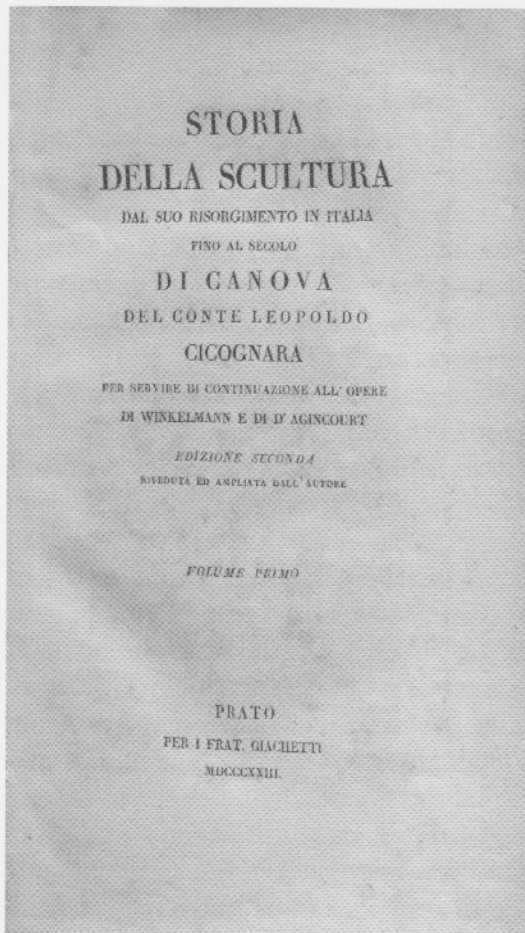 STORIA
DELLA SCULTURA
DAL SUO RISORGIMENTO IN ITALIA
FINO AL SECOLO
DI CANOVA
DEL CONTE LEOPOLDO
CICOGNARA
PER SERVIRE DI CONTINUAZIONE ALL' OPERE
DI WINKELMANN E DI D' AGINCOURT
EDIZIONE SECONDA
RIVEDUTA ED AMPLIATA DALL' AUTORE
VOLUME PRIMO
PRATO
PER I FRAT. GIACHETTI
MDCCCXXIII.